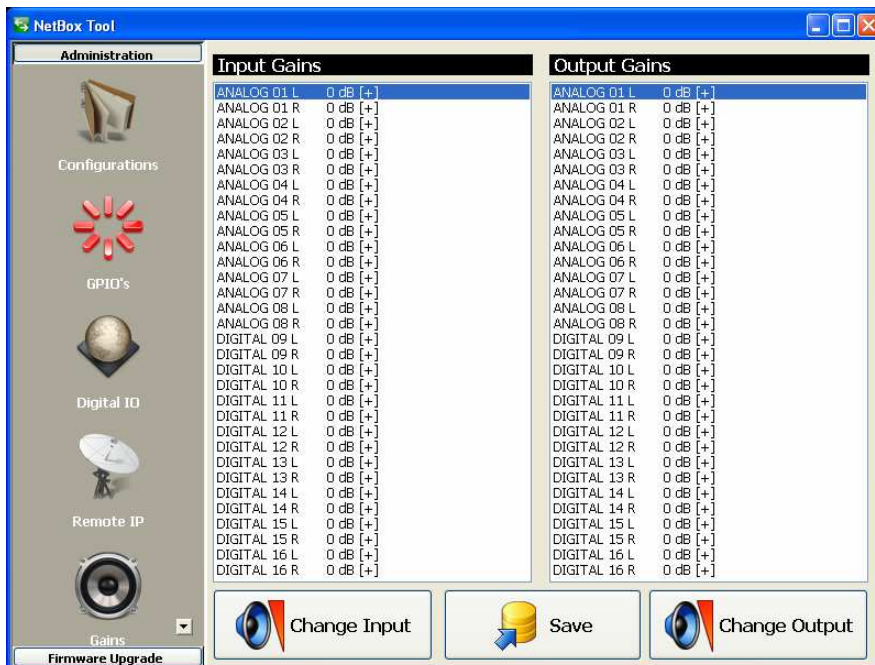 NetBox Tool
Administration
Configurations
GPIO's
Digital IO
Remote IP
Gains
Firmware Upgrade
Input Gains
ANALOG 01 L 0 dB [+]
ANALOG 01 R 0 dB [+]
ANALOG 02 L 0 dB [+]
ANALOG 02 R 0 dB [+]
ANALOG 03 L 0 dB [+]
ANALOG 03 R 0 dB [+]
ANALOG 04 L 0 dB [+]
ANALOG 04 R 0 dB [+]
ANALOG 05 L 0 dB [+]
ANALOG 05 R 0 dB [+]
ANALOG 06 L 0 dB [+]
ANALOG 06 R 0 dB [+]
ANALOG 07 L 0 dB [+]
ANALOG 07 R 0 dB [+]
ANALOG 08 L 0 dB [+]
ANALOG 08 R 0 dB [+]
DIGITAL 09 L 0 dB [+]
DIGITAL 09 R 0 dB [+]
DIGITAL 10 L 0 dB [+]
DIGITAL 10 R 0 dB [+]
DIGITAL 11 L 0 dB [+]
DIGITAL 11 R 0 dB [+]
DIGITAL 12 L 0 dB [+]
DIGITAL 12 R 0 dB [+]
DIGITAL 13 L 0 dB [+]
DIGITAL 13 R 0 dB [+]
DIGITAL 14 L 0 dB [+]
DIGITAL 14 R 0 dB [+]
DIGITAL 15 L 0 dB [+]
DIGITAL 15 R 0 dB [+]
DIGITAL 16 L 0 dB [+]
DIGITAL 16 R 0 dB [+]
Output Gains
ANALOG 01 L 0 dB [+]
ANALOG 01 R 0 dB [+]
ANALOG 02 L 0 dB [+]
ANALOG 02 R 0 dB [+]
ANALOG 03 L 0 dB [+]
ANALOG 03 R 0 dB [+]
ANALOG 04 L 0 dB [+]
ANALOG 04 R 0 dB [+]
ANALOG 05 L 0 dB [+]
ANALOG 05 R 0 dB [+]
ANALOG 06 L 0 dB [+]
ANALOG 06 R 0 dB [+]
ANALOG 07 L 0 dB [+]
ANALOG 07 R 0 dB [+]
ANALOG 08 L 0 dB [+]
ANALOG 08 R 0 dB [+]
DIGITAL 09 L 0 dB [+]
DIGITAL 09 R 0 dB [+]
DIGITAL 10 L 0 dB [+]
DIGITAL 10 R 0 dB [+]
DIGITAL 11 L 0 dB [+]
DIGITAL 11 R 0 dB [+]
DIGITAL 12 L 0 dB [+]
DIGITAL 12 R 0 dB [+]
DIGITAL 13 L 0 dB [+]
DIGITAL 13 R 0 dB [+]
DIGITAL 14 L 0 dB [+]
DIGITAL 14 R 0 dB [+]
DIGITAL 15 L 0 dB [+]
DIGITAL 15 R 0 dB [+]
DIGITAL 16 L 0 dB [+]
DIGITAL 16 R 0 dB [+]
Change Input
Save
Change Output